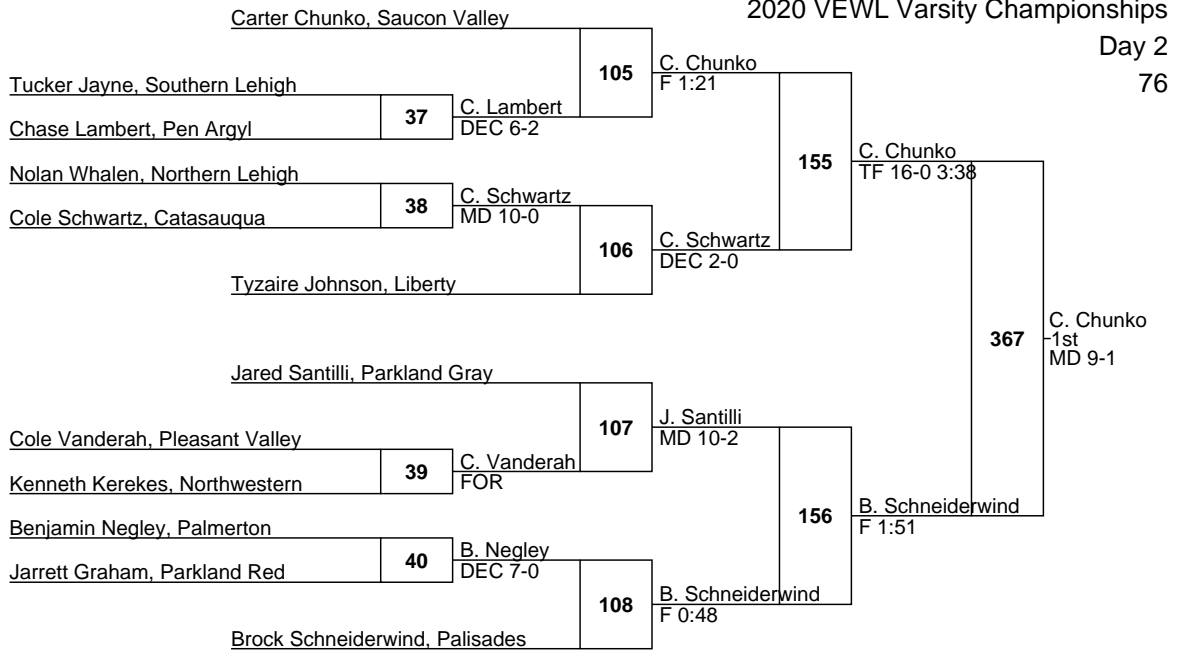 2020 VEWL Varsity Championships
Day 2
76
Carter Chunko, Saucon Valley
105
C. Chunko
F 1:21
Tucker Jayne, Southern Lehigh
37
C. Lambert
DEC 6-2
Chase Lambert, Pen Argyl
155
C. Chunko
TF 16-0 3:38
Nolan Whalen, Northern Lehigh
38
C. Schwartz
MD 10-0
Cole Schwartz, Catasauqua
106
C. Schwartz
DEC 2-0
Tyzaire Johnson, Liberty
367
C. Chunko
1st
MD 9-1
Jared Santilli, Parkland Gray
107
J. Santilli
MD 10-2
Cole Vanderah, Pleasant Valley
39
C. Vanderah
FOR
Kenneth Kerekes, Northwestern
156
B. Schneiderwind
F 1:51
Benjamin Negley, Palmerton
40
B. Negley
DEC 7-0
Jarrett Graham, Parkland Red
108
B. Schneiderwind
F 0:48
Brock Schneiderwind, Palisades